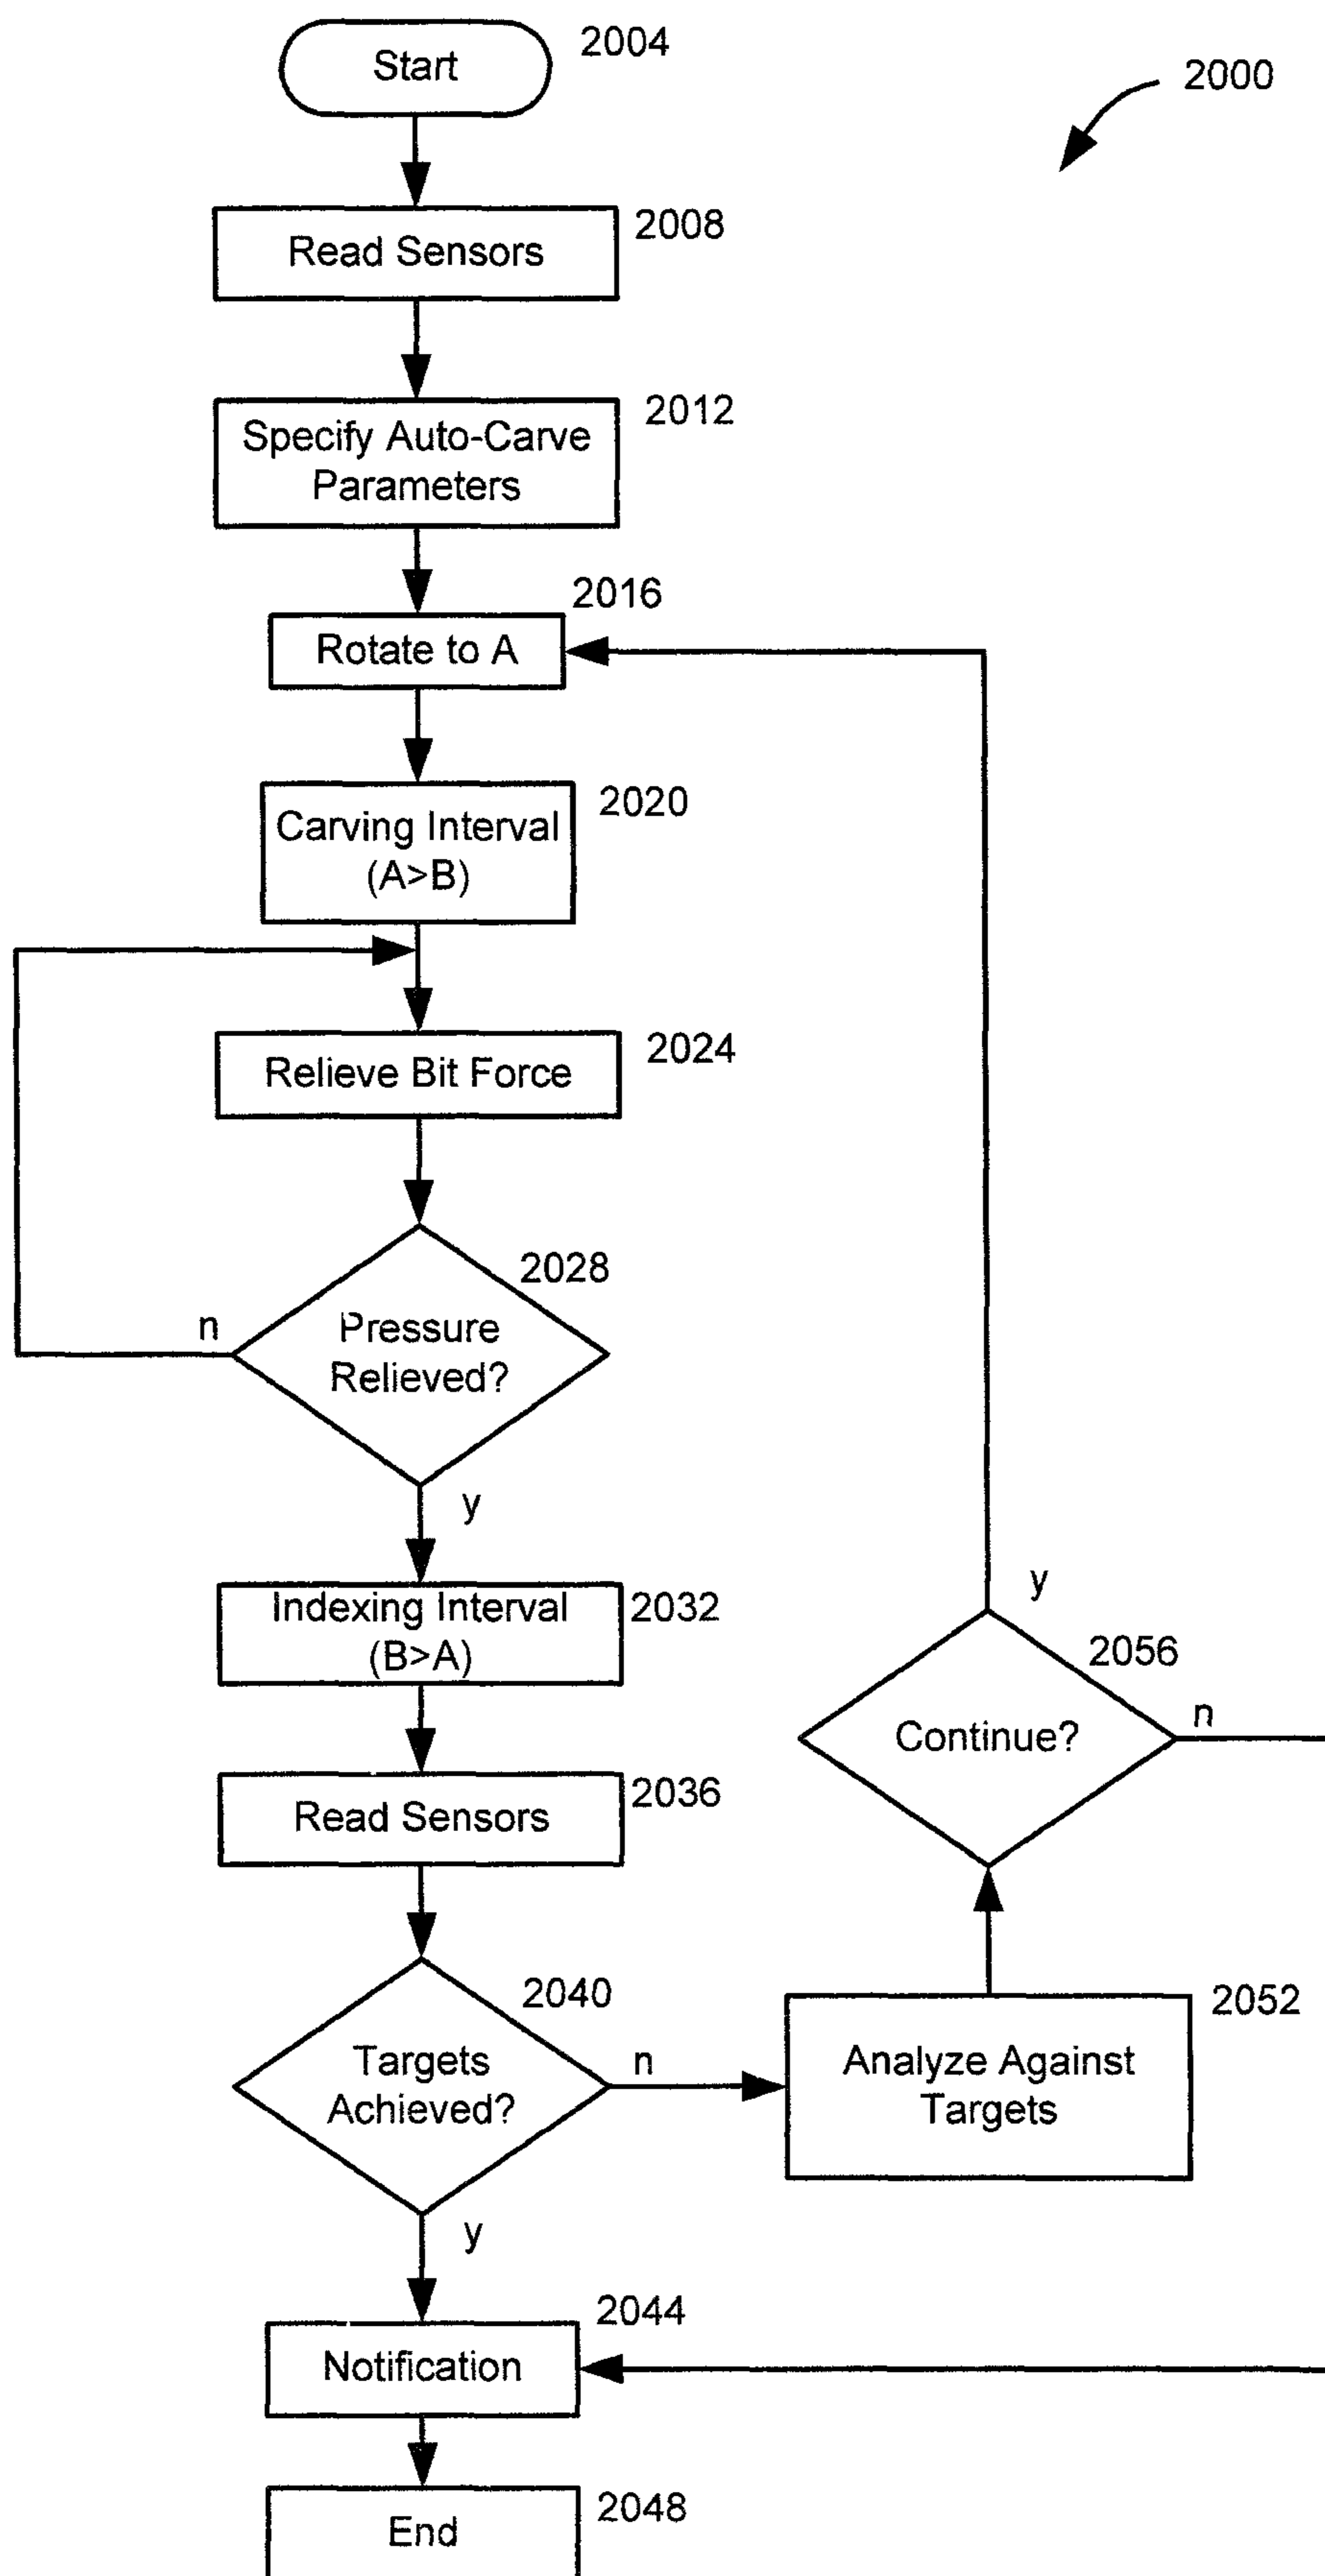 Start
2004
2000
Read Sensors
2008
Specify Auto-Carve
Parameters
2012
Rotate to A
2016
Carving Interval
(A>B)
2020
Relieve Bit Force
2024
Pressure
Relieved?
2028
n
y
Indexing Interval
(B>A)
2032
Read Sensors
2036
Targets
Achieved?
2040
n
y
Analyze Against
Targets
2052
Continue?
2056
y
n
Notification
2044
End
2048